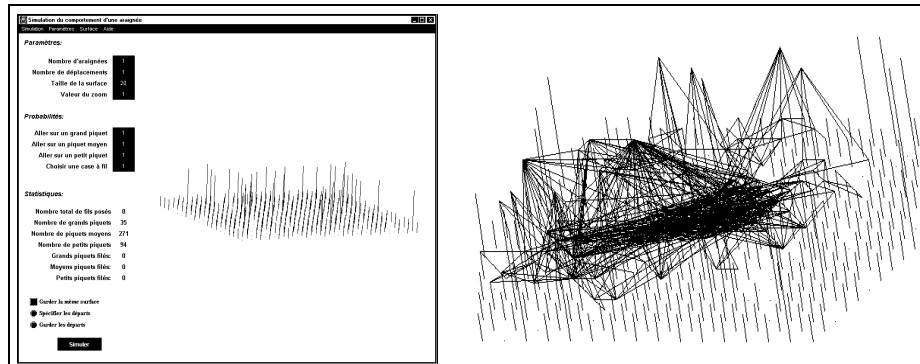 Simulation du comportement d'une araignée
Simulation Paramètres Surface Aide
Paramètres:
Nombre d'araignées 1
Nombre de déplacements 1
Taille de la surface 20
Valeur du zoom 1
Probabilités:
Aller sur un grand piquet 1
Aller sur un piquet moyen 1
Aller sur un petit piquet 1
Choisir une case à fil 1
Statistiques:
Nombre total de fils posés 0
Nombre de grands piquets 35
Nombre de piquets moyens 271
Nombre de petits piquets 94
Grands piquets filés: 0
Moyens piquets filés: 0
Petits piquets filés: 0
Garder la même surface
Spécifier les départs
Garder les départs
Simuler